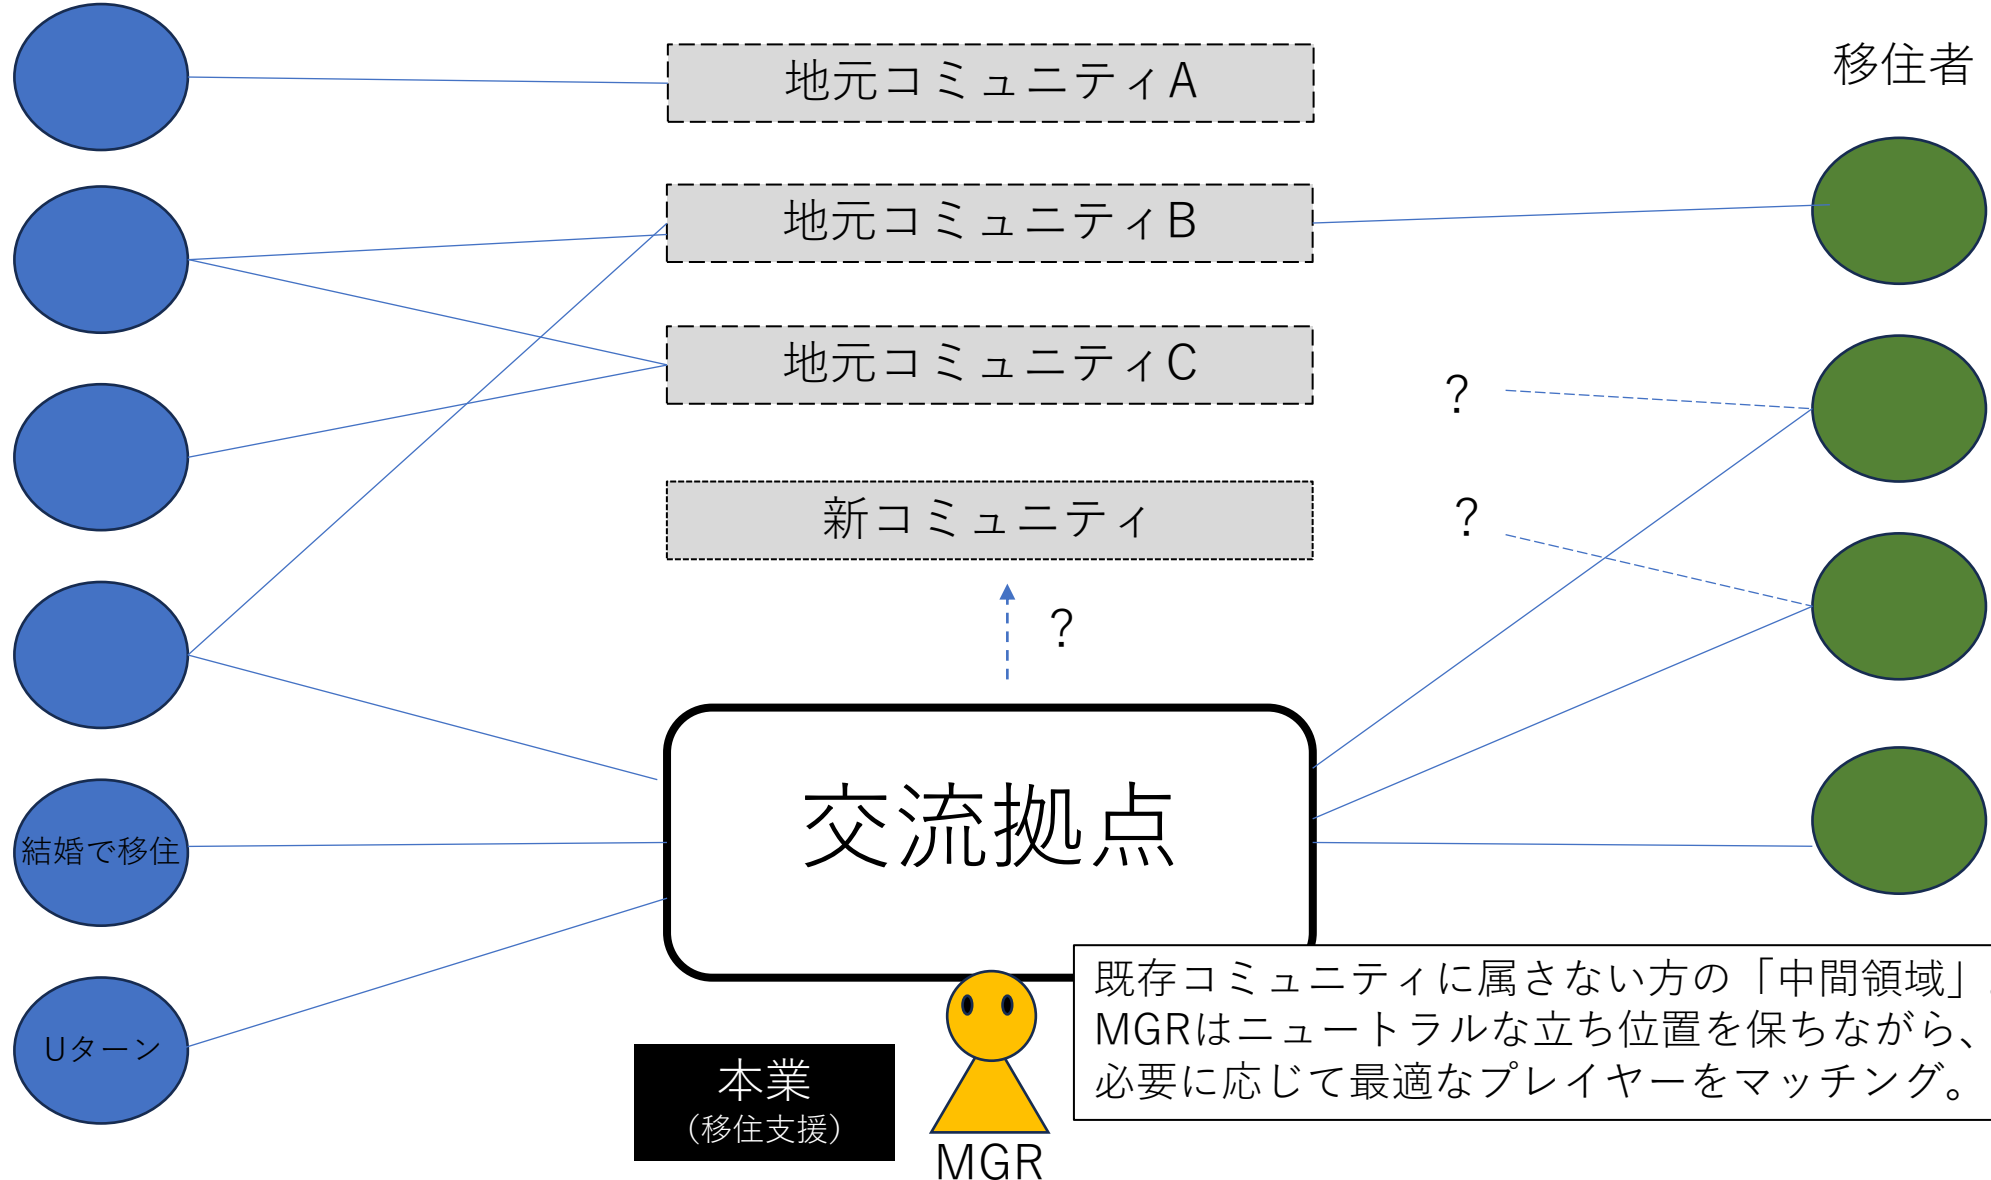 地元コミュニティA
移住者
地元コミュニティB
地元コミュニティC
?
新コミュニティ
?
?
交流拠点
結婚で移住
Uターン
既存コミュニティに属さない方の「中間領域」
MGRはニュートラルな立ち位置を保ちながら、
必要に応じて最適なプレイヤーをマッチング。
本業
（移住支援）
MGR